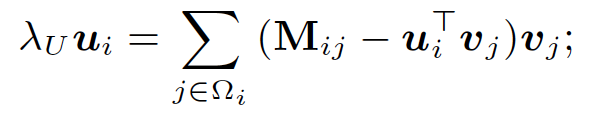 λ_U u_i = ∑_{j∈Ω_i} (M_{ij} − u_i^⊤ v_j) v_j;